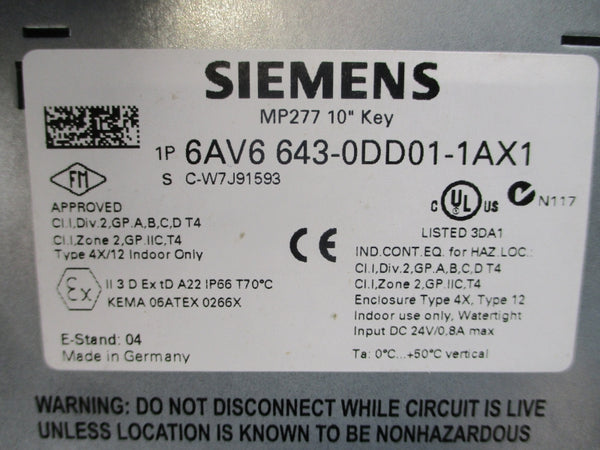 SIEMENS
MP277 10" Key
1P 6AV6 643-0DD01-1AX1
S C-W7J91593
FM
APPROVED
Cl.I,Div.2,GP.A,B,C,D T4
Cl.I,Zone 2,GP.IIC,T4
Type 4X/12 Indoor Only
Ex II 3 D Ex tD A22 IP66 T70°C
KEMA 06ATEX 0266X
E-Stand: 04
Made in Germany
CE
C UL US N117
LISTED 3DA1
IND.CONT.EQ. for HAZ.LOC.:
Cl.I,Div.2,GP.A,B,C,D T4
Cl.I,Zone 2,GP.IIC,T4
Enclosure Type 4X, Type 12
Indoor use only, Watertight
Input DC 24V/0,8A max
Ta: 0°C...+50°C vertical
WARNING: DO NOT DISCONNECT WHILE CIRCUIT IS LIVE
UNLESS LOCATION IS KNOWN TO BE NONHAZARDOUS